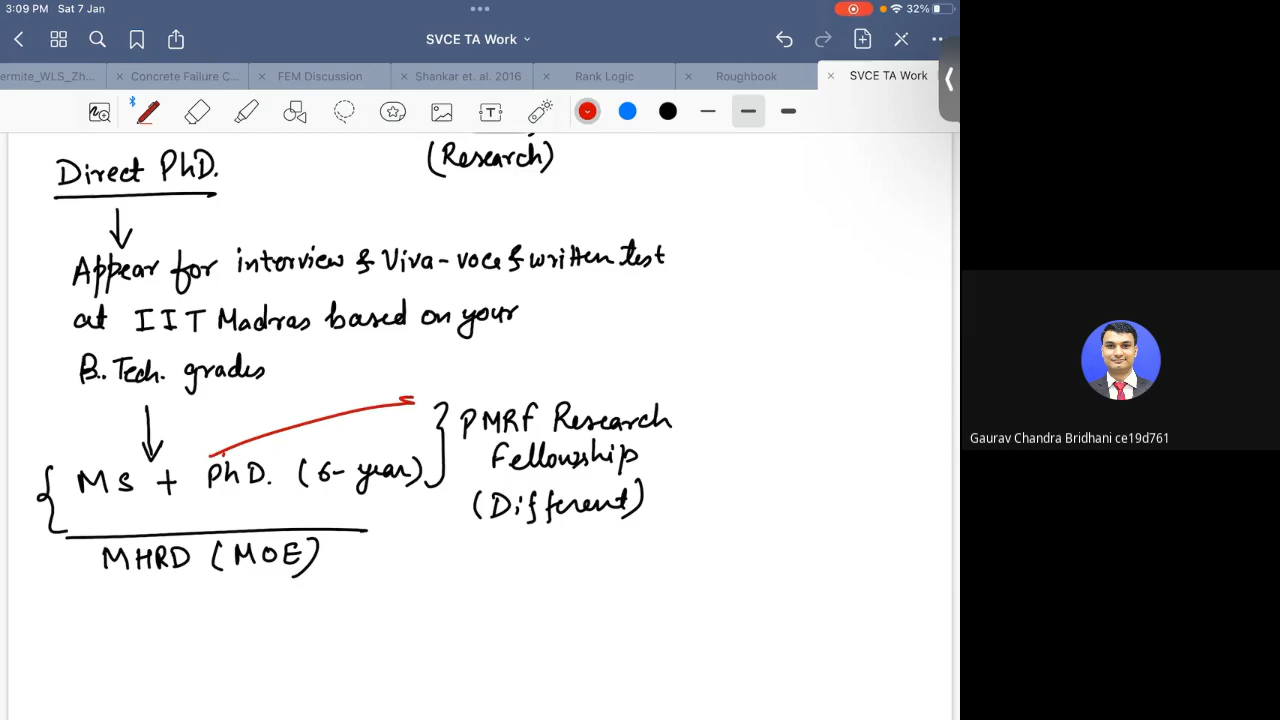 3:09 PM Sat 7 Jan
32%
SVCE TA Work
ermite_WLS_Zh...
Concrete Failure C...
FEM Discussion
Shankar et. al. 2016
Rank Logic
Roughbook
SVCE TA Work
T
(Research)
Direct PhD.
Appear for interview & Viva-voce & written test
at IIT Madras based on your
B.Tech. grades
MS + PhD. (6-year)
PMRF Research
Fellowship
(Different)
MHRD (MOE)
Gaurav Chandra Bridhani ce19d761